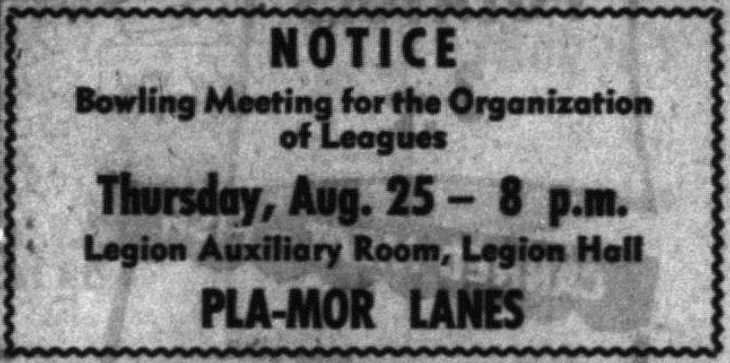 NOTICE
Bowling Meeting for the Organization
of Leagues
Thursday, Aug. 25 – 8 p.m.
Legion Auxiliary Room, Legion Hall
PLA-MOR LANES